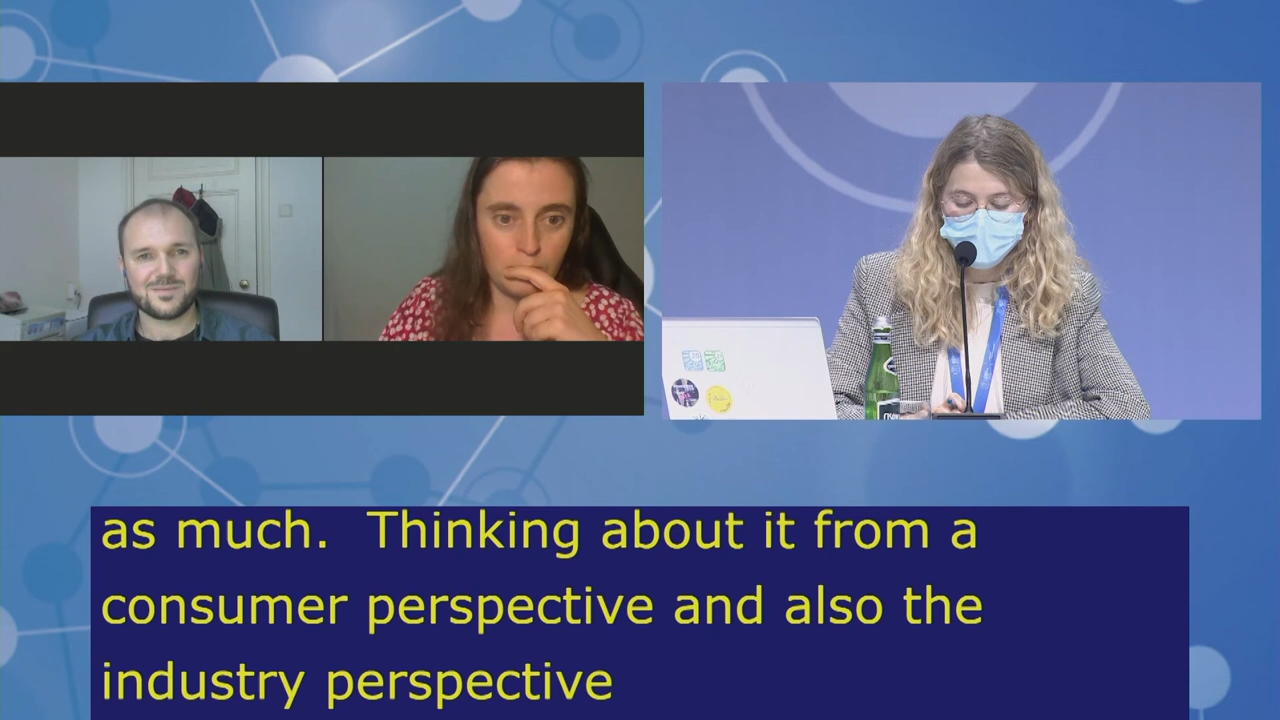 as much.  Thinking about it from a
consumer perspective and also the
industry perspective